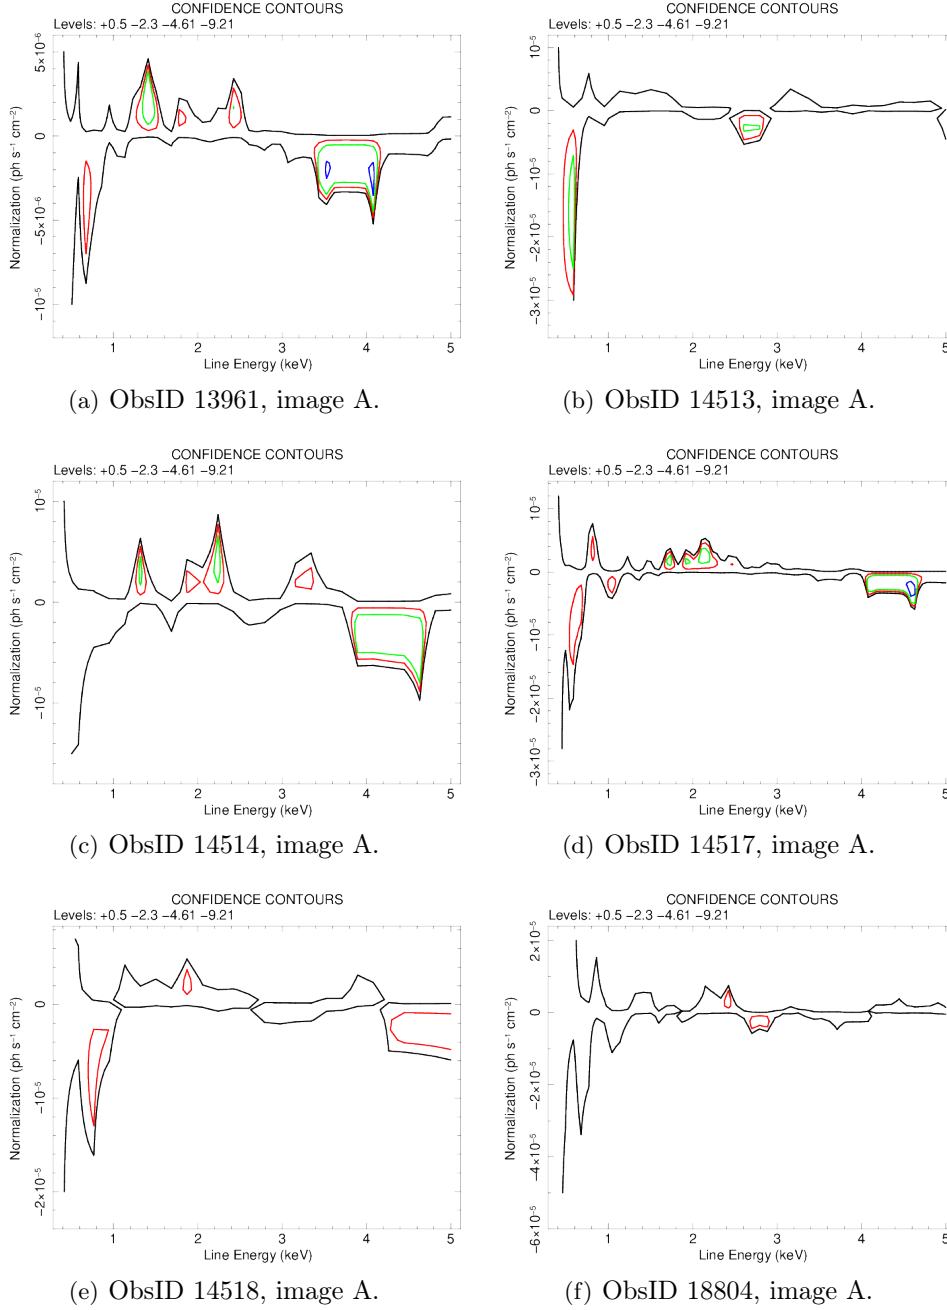 CONFIDENCE CONTOURS
Levels: +0.5 −2.3 −4.61 −9.21
Normalization (ph s⁻¹ cm⁻²)
5×10⁻⁶
0
−5×10⁻⁶
−10⁻⁵
1 2 3 4 5
Line Energy (keV)
(a) ObsID 13961, image A.
CONFIDENCE CONTOURS
Levels: +0.5 −2.3 −4.61 −9.21
Normalization (ph s⁻¹ cm⁻²)
10⁻⁵
0
−10⁻⁵
−2×10⁻⁵
−3×10⁻⁵
1 2 3 4 5
Line Energy (keV)
(b) ObsID 14513, image A.
CONFIDENCE CONTOURS
Levels: +0.5 −2.3 −4.61 −9.21
Normalization (ph s⁻¹ cm⁻²)
10⁻⁵
0
−10⁻⁵
1 2 3 4 5
Line Energy (keV)
(c) ObsID 14514, image A.
CONFIDENCE CONTOURS
Levels: +0.5 −2.3 −4.61 −9.21
Normalization (ph s⁻¹ cm⁻²)
10⁻⁵
0
−10⁻⁵
−2×10⁻⁵
−3×10⁻⁵
1 2 3 4 5
Line Energy (keV)
(d) ObsID 14517, image A.
CONFIDENCE CONTOURS
Levels: +0.5 −2.3 −4.61 −9.21
Normalization (ph s⁻¹ cm⁻²)
0
−10⁻⁵
−2×10⁻⁵
1 2 3 4 5
Line Energy (keV)
(e) ObsID 14518, image A.
CONFIDENCE CONTOURS
Levels: +0.5 −2.3 −4.61 −9.21
Normalization (ph s⁻¹ cm⁻²)
2×10⁻⁵
0
−2×10⁻⁵
−4×10⁻⁵
−6×10⁻⁵
1 2 3 4 5
Line Energy (keV)
(f) ObsID 18804, image A.